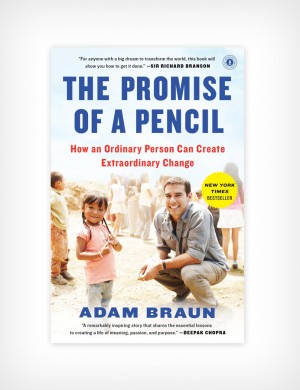 "For anyone with a big dream to transform the world, this book will
show you how to get it done." —SIR RICHARD BRANSON
THE PROMISE
OF A PENCIL
How an Ordinary Person Can Create
Extraordinary Change
NEW YORK
TIMES
BESTSELLER
ADAM BRAUN
"A remarkably inspiring story that shares the essential lessons
to creating a life of meaning, passion, and purpose." —DEEPAK CHOPRA